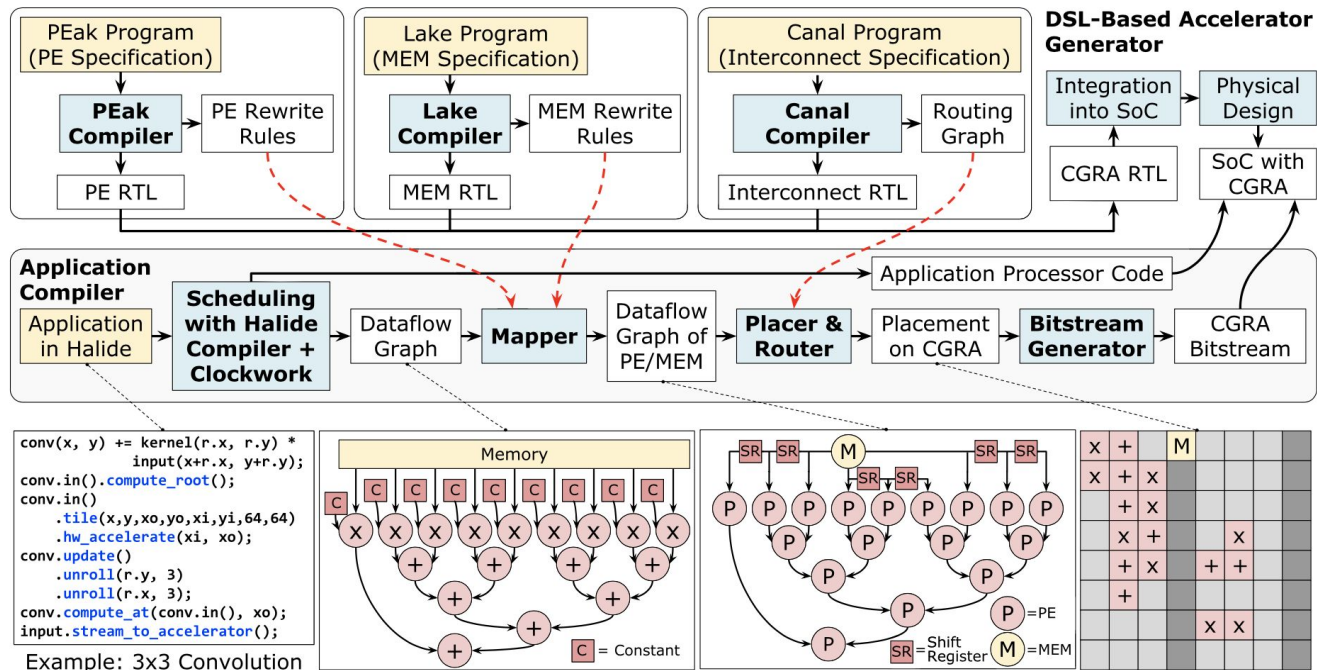 PEak Program
(PE Specification)
PEak
Compiler
PE Rewrite
Rules
PE RTL
Lake Program
(MEM Specification)
Lake
Compiler
MEM Rewrite
Rules
MEM RTL
Canal Program
(Interconnect Specification)
Canal
Compiler
Routing
Graph
Interconnect RTL
DSL-Based Accelerator
Generator
Integration
into SoC
Physical
Design
CGRA RTL
SoC with
CGRA
Application
Compiler
Application
in Halide
Scheduling
with Halide
Compiler +
Clockwork
Dataflow
Graph
Mapper
Dataflow
Graph of
PE/MEM
Placer &
Router
Application Processor Code
Placement
on CGRA
Bitstream
Generator
CGRA
Bitstream
conv(x, y) += kernel(r.x, r.y) *
input(x+r.x, y+r.y);
conv.in().compute_root();
conv.in()
.tile(x,y,xo,yo,xi,yi,64,64)
.hw_accelerate(xi, xo);
conv.update()
.unroll(r.y, 3)
.unroll(r.x, 3);
conv.compute_at(conv.in(), xo);
input.stream_to_accelerator();
Example: 3x3 Convolution
Memory
C C C C C C C C C
x x x x x x x x x
+ + + +
+ +
+
+
C = Constant
SR SR M SR SR
SR SR
P P P P P P P P P
P P P P
P P
P
P
P =PE
SR =Shift
Register
M =MEM
x + M
x + x
+ x
x + x
+ x + +
+
x x